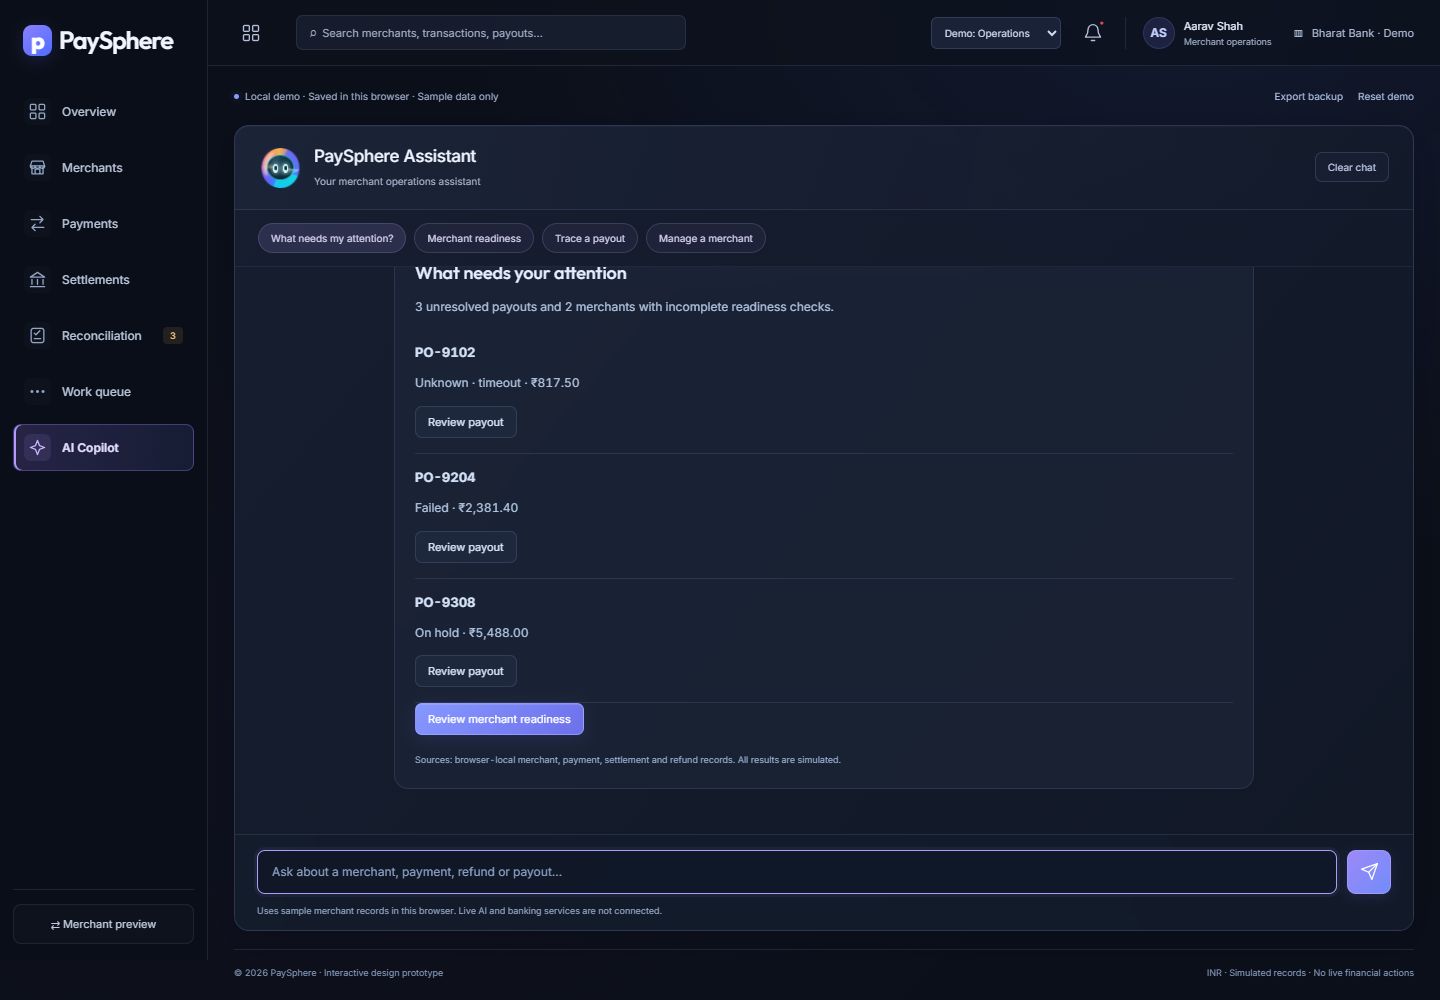 p PaySphere
Search merchants, transactions, payouts...
Demo: Operations
AS
Aarav Shah
Merchant operations
Bharat Bank · Demo
Overview
Merchants
Payments
Settlements
Reconciliation 3
Work queue
AI Copilot
Merchant preview
Local demo · Saved in this browser · Sample data only
Export backup Reset demo
PaySphere Assistant
Your merchant operations assistant
Clear chat
What needs my attention? Merchant readiness Trace a payout Manage a merchant
What needs your attention
3 unresolved payouts and 2 merchants with incomplete readiness checks.
PO-9102
Unknown · timeout · ₹817.50
Review payout
PO-9204
Failed · ₹2,381.40
Review payout
PO-9308
On hold · ₹5,488.00
Review payout
Review merchant readiness
Sources: browser-local merchant, payment, settlement and refund records. All results are simulated.
Ask about a merchant, payment, refund or payout...
Uses sample merchant records in this browser. Live AI and banking services are not connected.
© 2026 PaySphere · Interactive design prototype
INR · Simulated records · No live financial actions